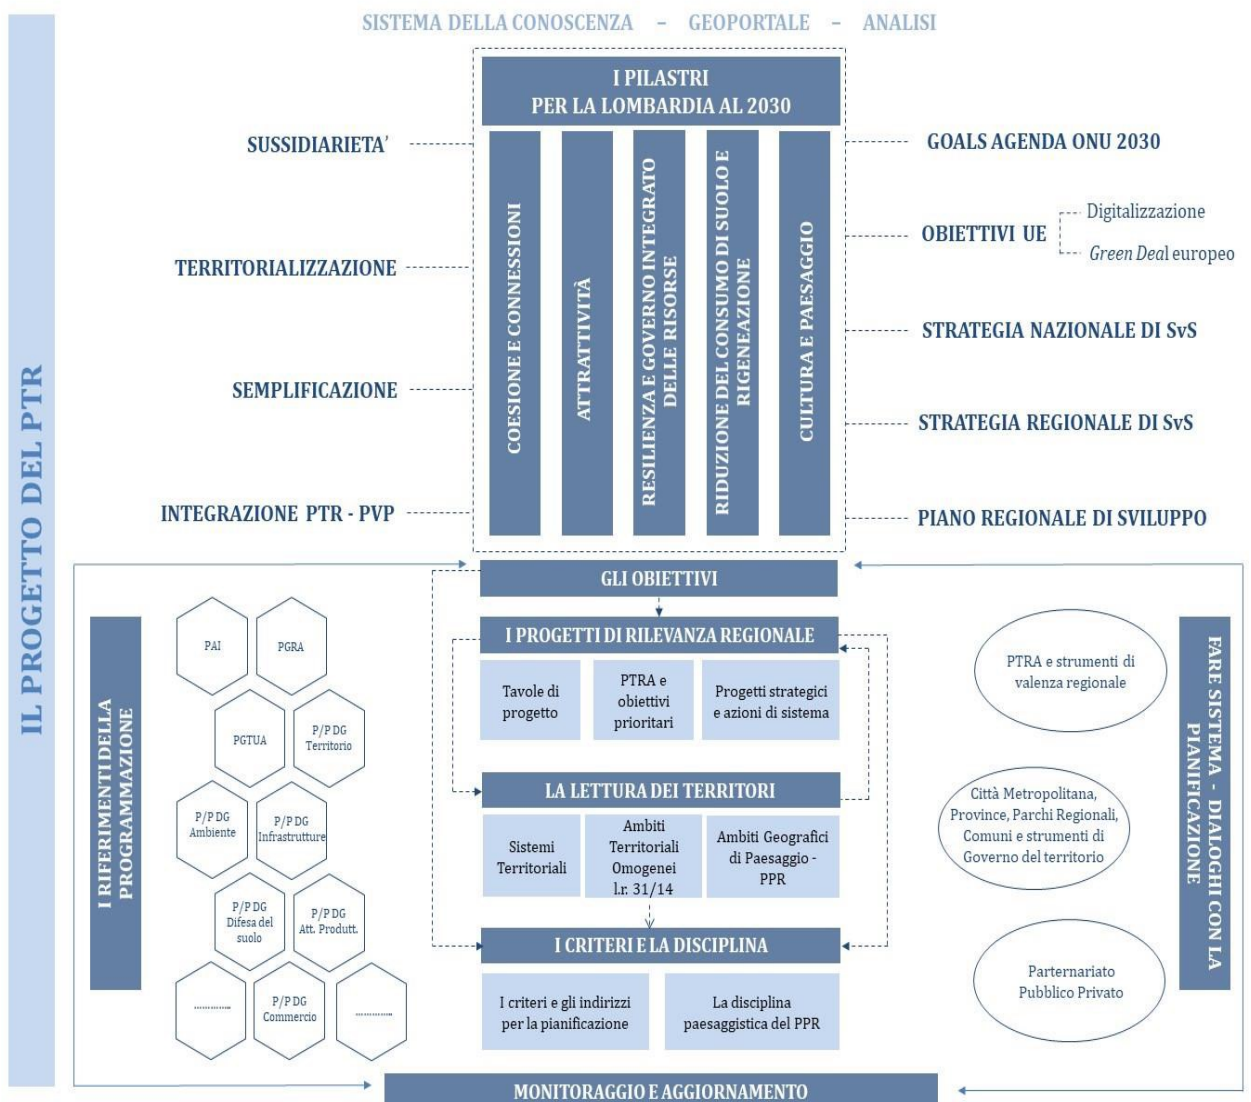 SISTEMA DELLA CONOSCENZA – GEOPORTALE – ANALISI
IL PROGETTO DEL PTR
I PILASTRI
PER LA LOMBARDIA AL 2030
COESIONE E CONNESSIONI
ATTRATTIVITÀ
RESILIENZA E GOVERNO INTEGRATO
DELLE RISORSE
RIDUZIONE DEL CONSUMO DI SUOLO E
RIGENEAZIONE
CULTURA E PAESAGGIO
SUSSIDIARIETA’
TERRITORIALIZZAZIONE
SEMPLIFICAZIONE
INTEGRAZIONE PTR - PVP
GOALS AGENDA ONU 2030
OBIETTIVI UE
Digitalizzazione
Green Deal europeo
STRATEGIA NAZIONALE DI SvS
STRATEGIA REGIONALE DI SvS
PIANO REGIONALE DI SVILUPPO
GLI OBIETTIVI
I PROGETTI DI RILEVANZA REGIONALE
Tavole di
progetto
PTRA e
obiettivi
prioritari
Progetti strategici
e azioni di sistema
LA LETTURA DEI TERRITORI
Sistemi
Territoriali
Ambiti
Territoriali
Omogenei
l.r. 31/14
Ambiti Geografici
di Paesaggio -
PPR
I CRITERI E LA DISCIPLINA
I criteri e gli indirizzi
per la pianificazione
La disciplina
paesaggistica del PPR
I RIFERIMENTI DELLA
PROGRAMMAZIONE
PAI
PGRA
PGTUA
P/P DG
Territorio
P/P DG
Ambiente
P/P DG
Infrastrutture
P/P DG
Difesa del
suolo
P/P DG
Att. Produtt.
..............
P/P DG
Commercio
..............
FARE SISTEMA - DIALOGHI CON LA
PIANIFICAZIONE
PTRA e strumenti di
valenza regionale
Città Metropolitana,
Province, Parchi Regionali,
Comuni e strumenti di
Governo del territorio
Parternariato
Pubblico Privato
MONITORAGGIO E AGGIORNAMENTO